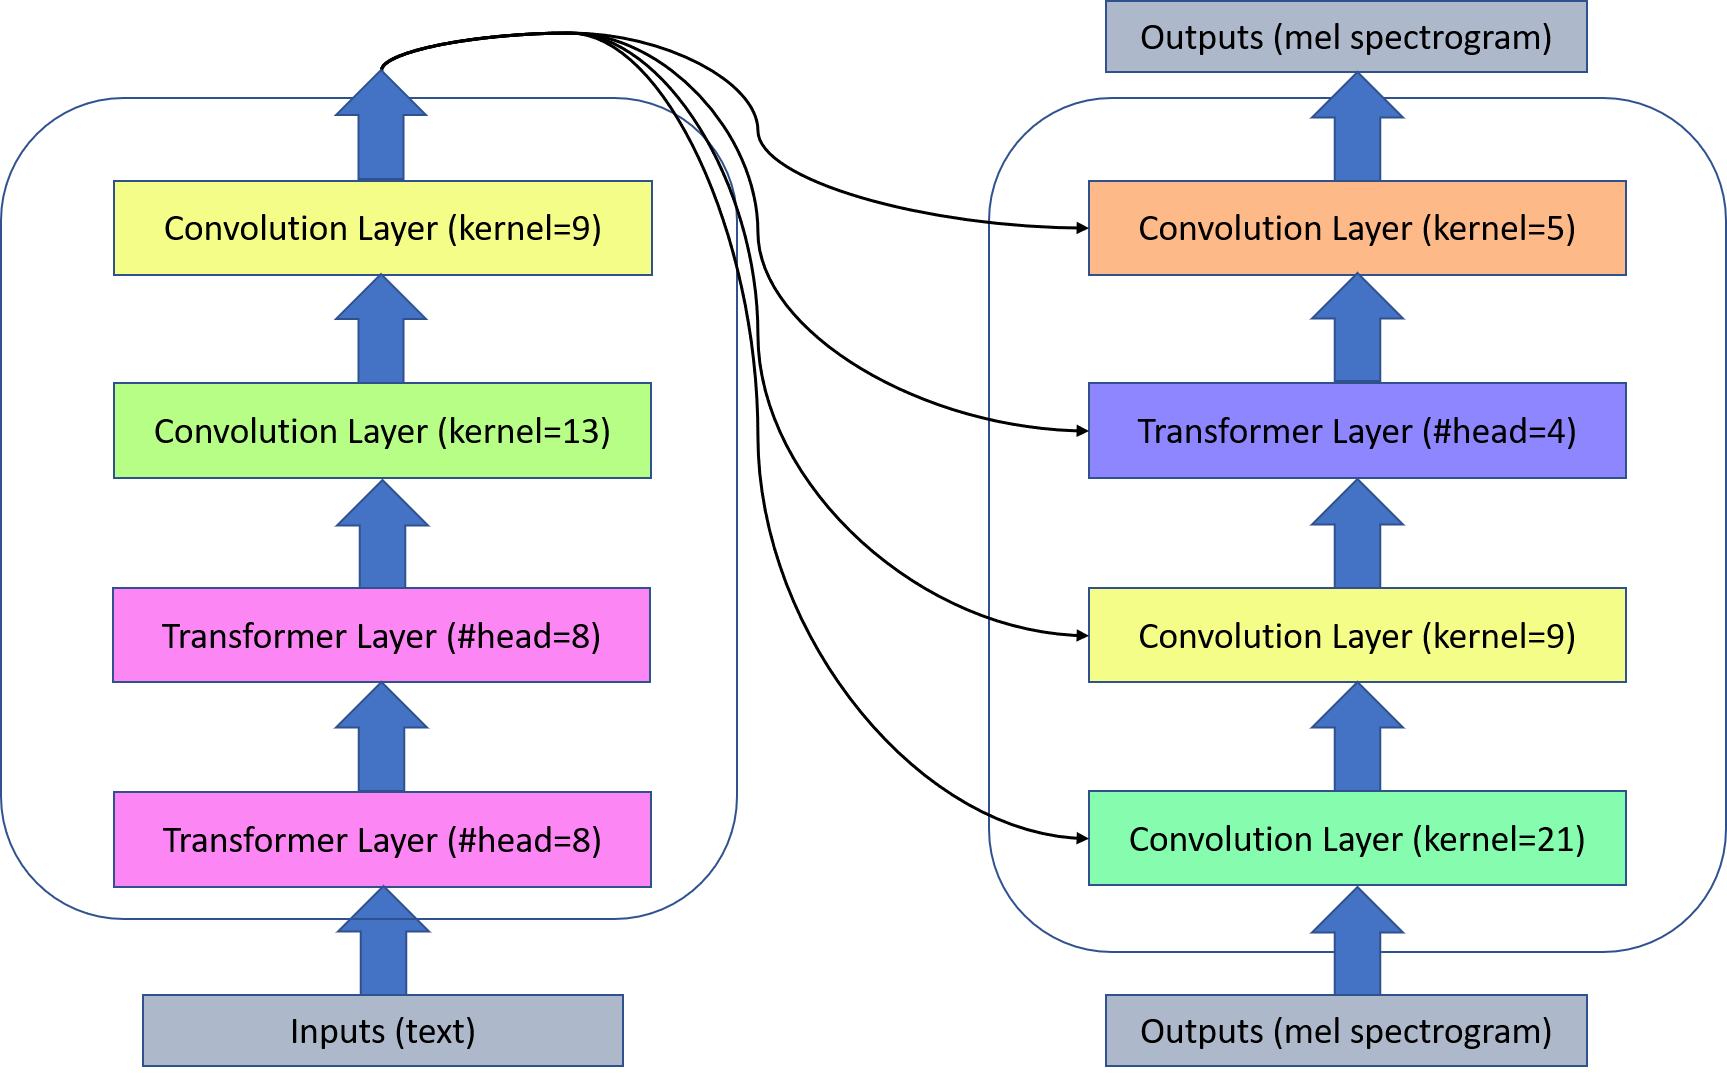 Convolution Layer (kernel=9)
Convolution Layer (kernel=13)
Transformer Layer (#head=8)
Transformer Layer (#head=8)
Inputs (text)
Outputs (mel spectrogram)
Convolution Layer (kernel=5)
Transformer Layer (#head=4)
Convolution Layer (kernel=9)
Convolution Layer (kernel=21)
Outputs (mel spectrogram)